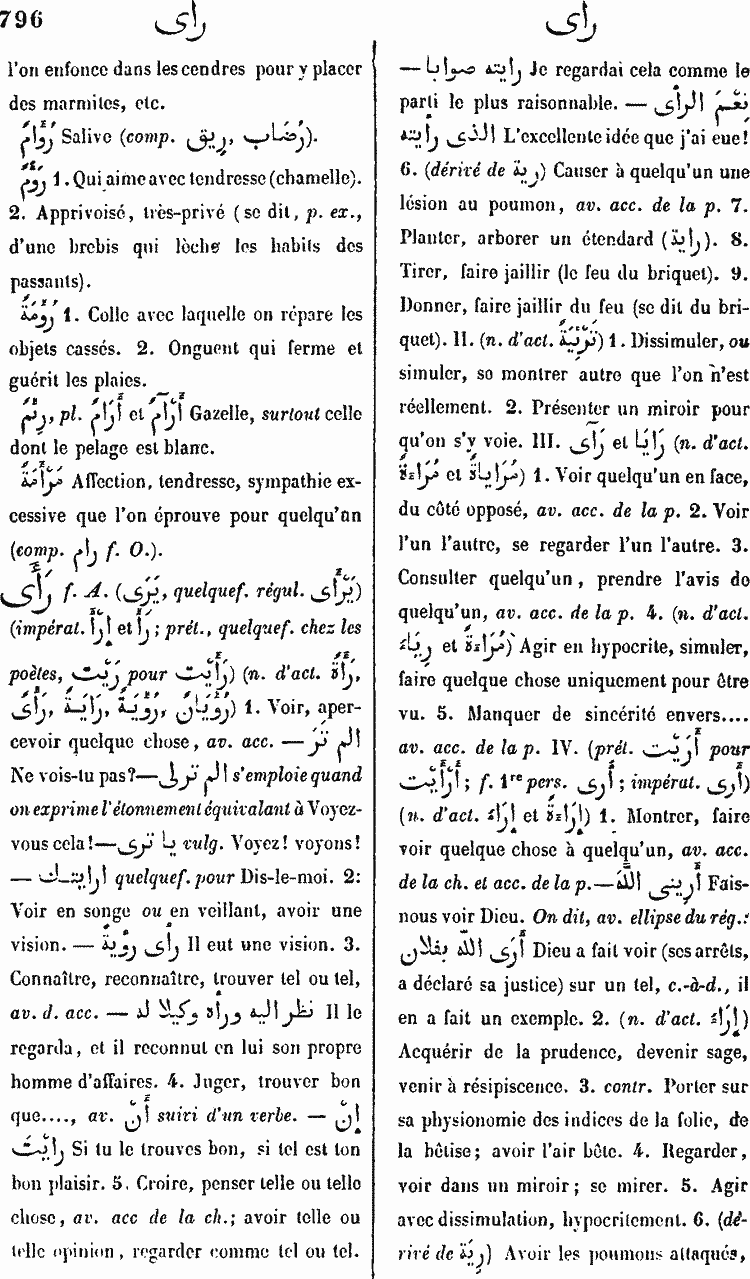 796 رأى رأى
l'on enfonce dans les cendres pour y placer
des marmites, etc.
رُؤَامٌ Salive (comp. رُضَاب, رِيق).
رَؤُمٌ 1. Qui aime avec tendresse (chamelle).
2. Apprivoisé, très-privé (se dit, p. ex.,
d'une brebis qui lèche les habits des
passants).
رُؤْمَةٌ 1. Colle avec laquelle on répare les
objets cassés. 2. Onguent qui ferme et
guérit les plaies.
رِئْمٌ, pl. أَرْآمٌ et آرَامٌ Gazelle, surtout celle
dont le pelage est blanc.
مَرْأَمَةٌ Affection, tendresse, sympathie ex-
cessive que l'on éprouve pour quelqu'un
(comp. رام f. O.).
رَأَى f. A. (يَرَى, quelquef. régul. يَرْأَى)
(impérat. إِرْأَ et رَأْ; prét., quelquef. chez les
poëtes, رَيْتَ pour رَأَيْتَ) (n. d'act. رَأْةٌ,
رُؤْيَانٌ, رُؤْيَةٌ, رَايَةٌ, رَأْىٌ) 1. Voir, aper-
cevoir quelque chose, av. acc. — الم تَرَ
Ne vois-tu pas? — الم تر لى s'emploie quand
on exprime l'étonnement équivalant à Voyez-
vous cela! — يا ترى vulg. Voyez! voyons!
— ارايتك quelquef. pour Dis-le-moi. 2:
Voir en songe ou en veillant, avoir une
vision. — رأى رؤية Il eut une vision. 3.
Connaître, reconnaître, trouver tel ou tel,
av. d. acc. — نظر اليه ورأه وكيلا له Il le
regarda, et il reconnut en lui son propre
homme d'affaires. 4. Juger, trouver bon
que...., av. أَنْ suivi d'un verbe. — إِنْ
رَأَيْتَ Si tu le trouves bon, si tel est ton
bon plaisir. 5. Croire, penser telle ou telle
chose, av. acc de la ch.; avoir telle ou
telle opinion, regarder comme tel ou tel.
— رايته صوابا Je regardai cela comme le
parti le plus raisonnable. — نِعْمَ الرأى
الذى رأيته L'excellente idée que j'ai eue!
6. (dérivé de رية) Causer à quelqu'un une
lésion au poumon, av. acc. de la p. 7.
Planter, arborer un étendard (راية). 8.
Tirer, faire jaillir (le feu du briquet). 9.
Donner, faire jaillir du feu (se dit du bri-
quet). II. (n. d'act. تَرْئِيَةٌ) 1. Dissimuler, ou
simuler, se montrer autre que l'on n'est
réellement. 2. Présenter un miroir pour
qu'on s'y voie. III. رَآى et رَايَا (n. d'act.
مُرَاءَةٌ et مُرَايَاةٌ) 1. Voir quelqu'un en face,
du côté opposé, av. acc. de la p. 2. Voir
l'un l'autre, se regarder l'un l'autre. 3.
Consulter quelqu'un, prendre l'avis de
quelqu'un, av. acc. de la p. 4. (n. d'act.
رِيَاءٌ et مُرَاءَةٌ) Agir en hypocrite, simuler,
faire quelque chose uniquement pour être
vu. 5. Manquer de sincérité envers....
av. acc. de la p. IV. (prét. أَرَيْتَ pour
أَرْأَيْتَ; f. 1re pers. أُرِى; impérat. أَرِى)
(n. d'act. إِرَاءٌ et إِرَاءَةٌ) 1. Montrer, faire
voir quelque chose à quelqu'un, av. acc.
de la ch. et acc. de la p. — أَرِينِى اللَّهَ Fais-
nous voir Dieu. On dit, av. ellipse du rég.:
أَرَى اللّٰه بفلان Dieu a fait voir (ses arrêts,
a déclaré sa justice) sur un tel, c.-à-d., il
en a fait un exemple. 2. (n. d'act. إِرَاءٌ)
Acquérir de la prudence, devenir sage,
venir à résipiscence. 3. contr. Porter sur
sa physionomie des indices de la folie, de
la bêtise; avoir l'air bête. 4. Regarder,
voir dans un miroir; se mirer. 5. Agir
avec dissimulation, hypocritement. 6. (dé-
rivé de رِيَةٌ) Avoir les poumons attaqués,